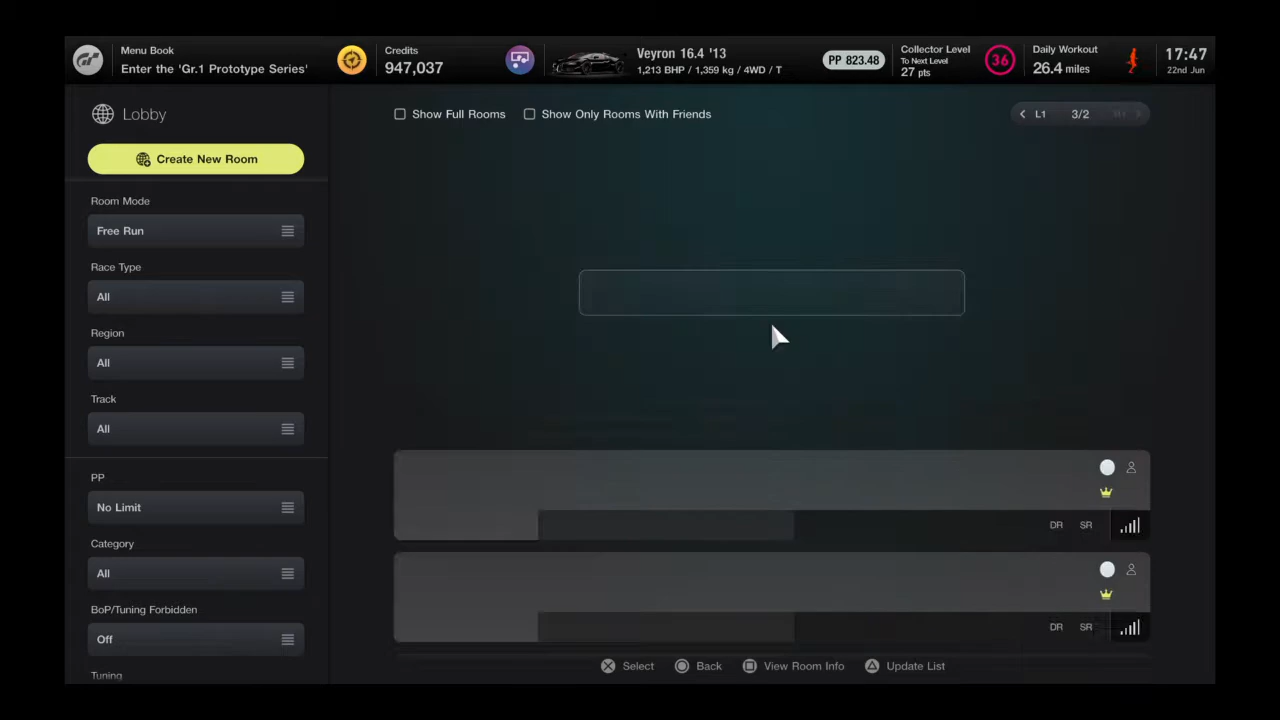 Menu Book
Enter the 'Gr.1 Prototype Series'
Credits
947,037
Veyron 16.4 '13
1,213 BHP / 1,359 kg / 4WD / T
PP 823.48
Collector Level
To Next Level
27 pts
36
Daily Workout
26.4 miles
17:47
22nd Jun
Lobby
Show Full Rooms
Show Only Rooms With Friends
L1
3/2
Create New Room
Room Mode
Free Run
Race Type
All
Region
All
Track
All
PP
No Limit
Category
All
BoP/Tuning Forbidden
Off
Tuning
DR SR
DR SR
Select
Back
View Room Info
Update List